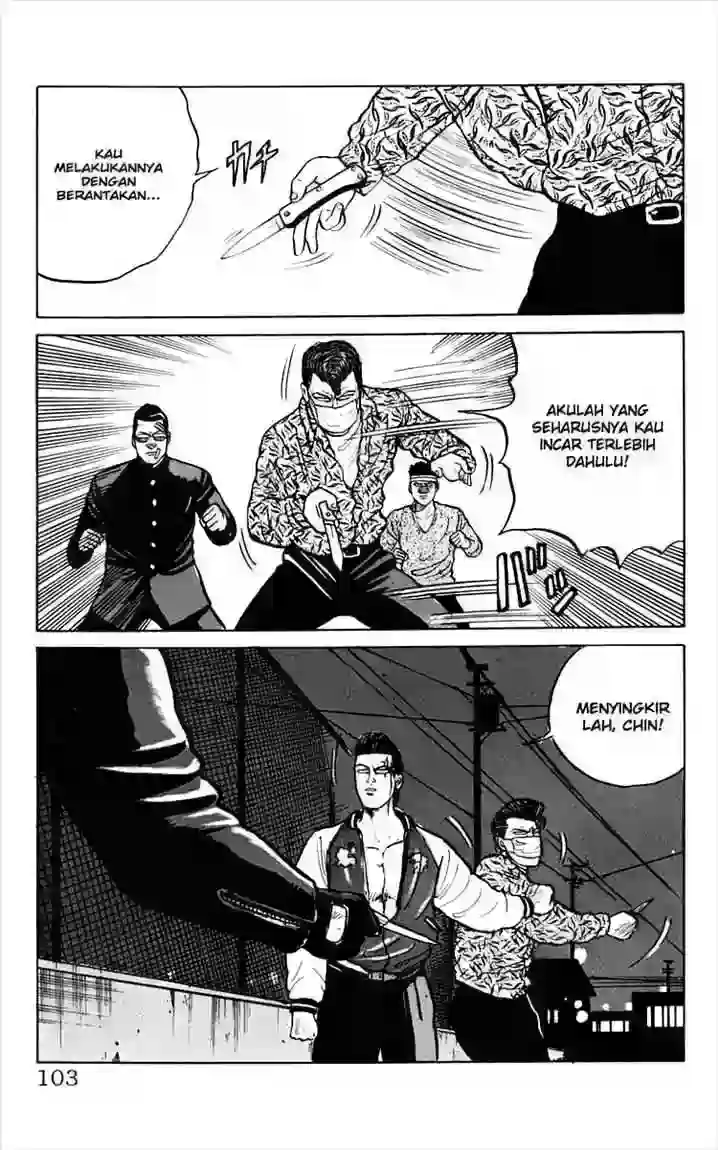 KAU
MELAKUKANNYA
DENGAN
BERANTAKAN...
カチ
AKULAH YANG
SEHARUSNYA KAU
INCAR TERLEBIH
DAHULU!
バッ
MENYINGKIR
LAH, CHIN!
103